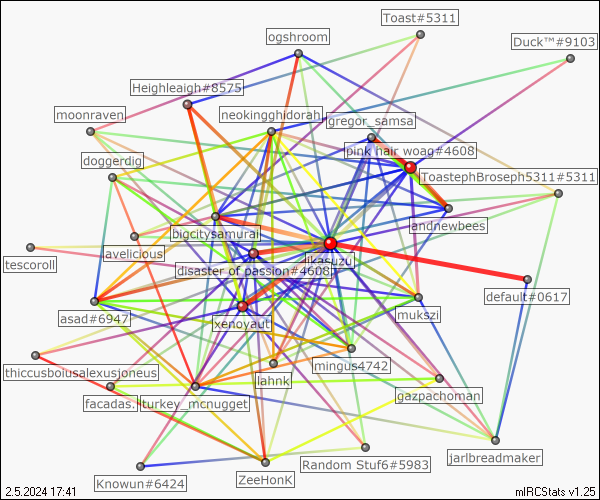 Toast#5311
ogshroom
Duck™#9103
Heighleaigh#8575
moonraven
neokingghidorah
gregor_samsa
pink hair woag#4608
doggerdig
ToastephBroseph5311#5311
bigcitysamurai
andnewbees
avelicious
tescoroll
disaster of passion#4608
ikasuzu
default#0617
asad#6947
xenoyaut
mukszi
thiccusboiusalexusjoneus
mingus4742
lahnk
gazpachoman
facadas.
turkey_mcnugget
jarlbreadmaker
Random Stuf6#5983
Knowun#6424
ZeeHonK
2.5.2024 17:41
mIRCStats v1.25